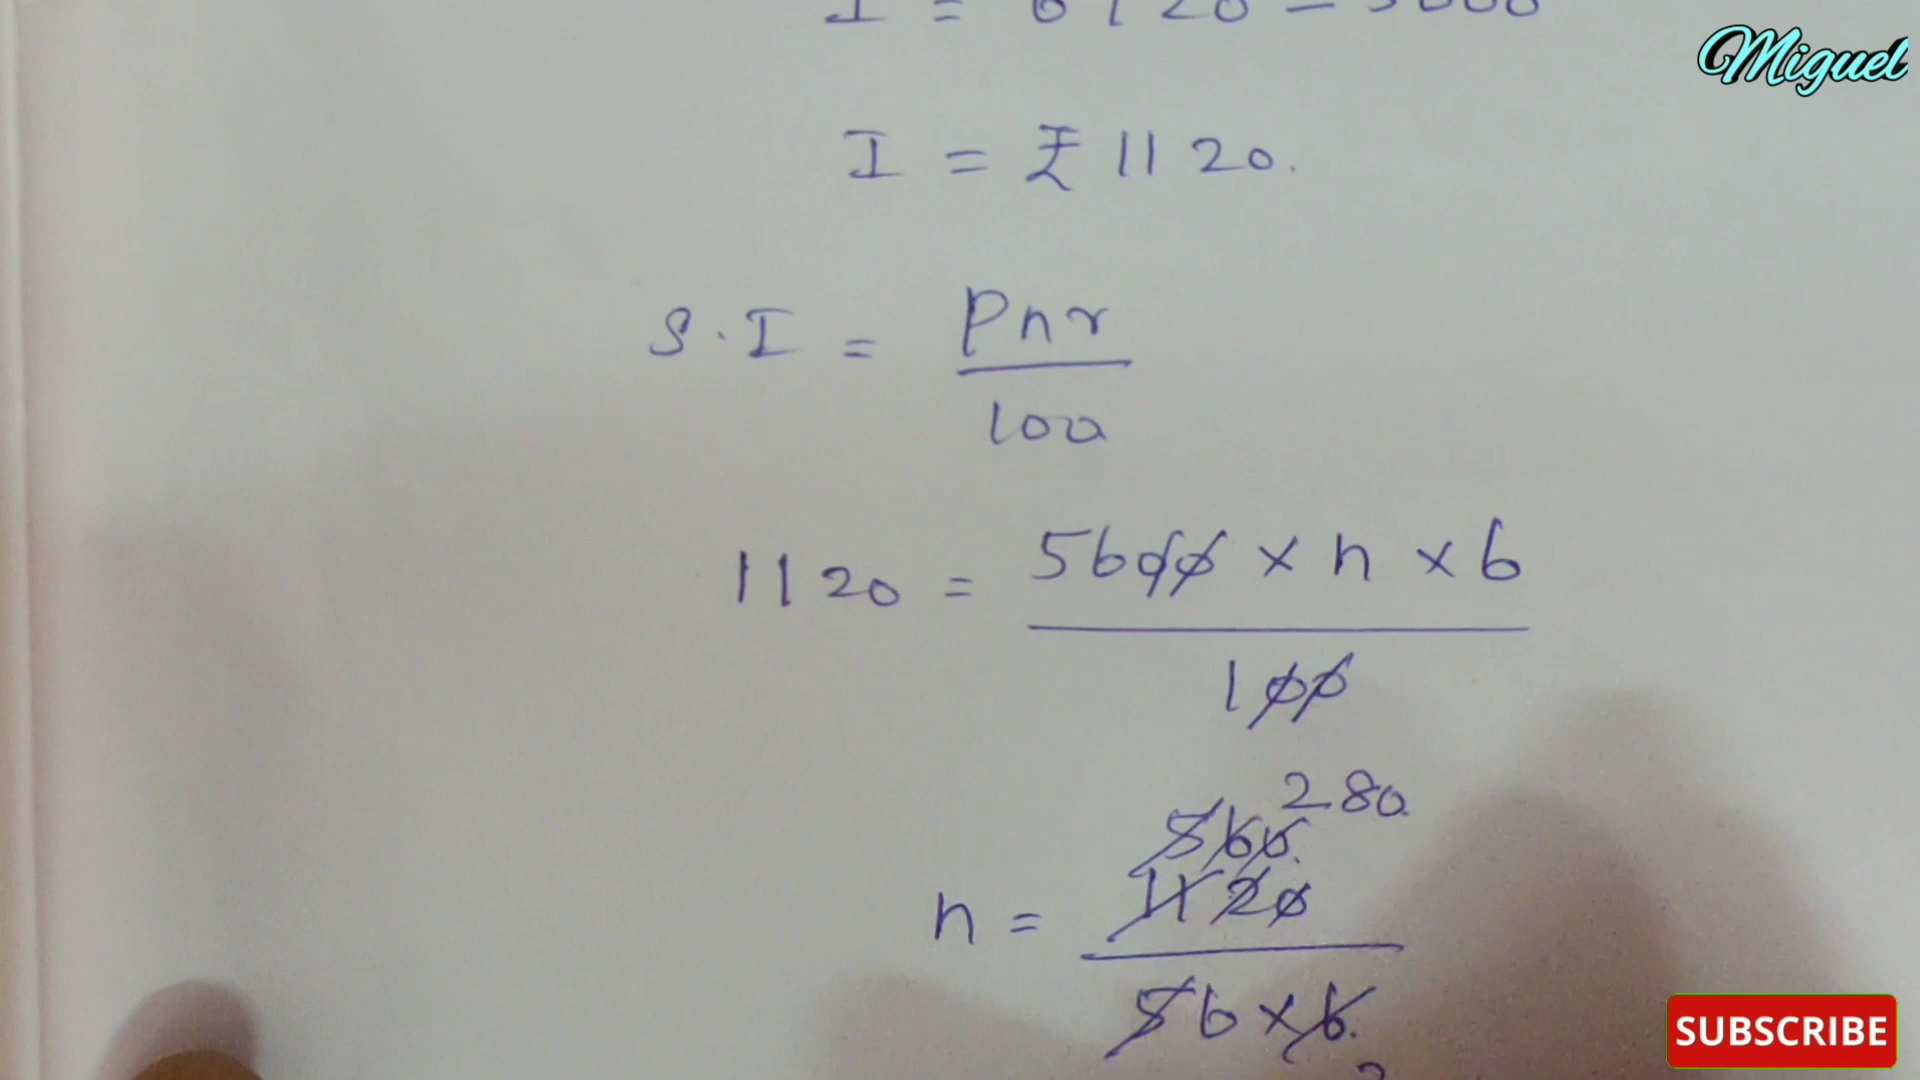 Miguel
I = ₹ 1120.
S.I = Pnr
100
1120 = 5600 × n × 6
100
280
560
n = 1120
56 × 6
SUBSCRIBE